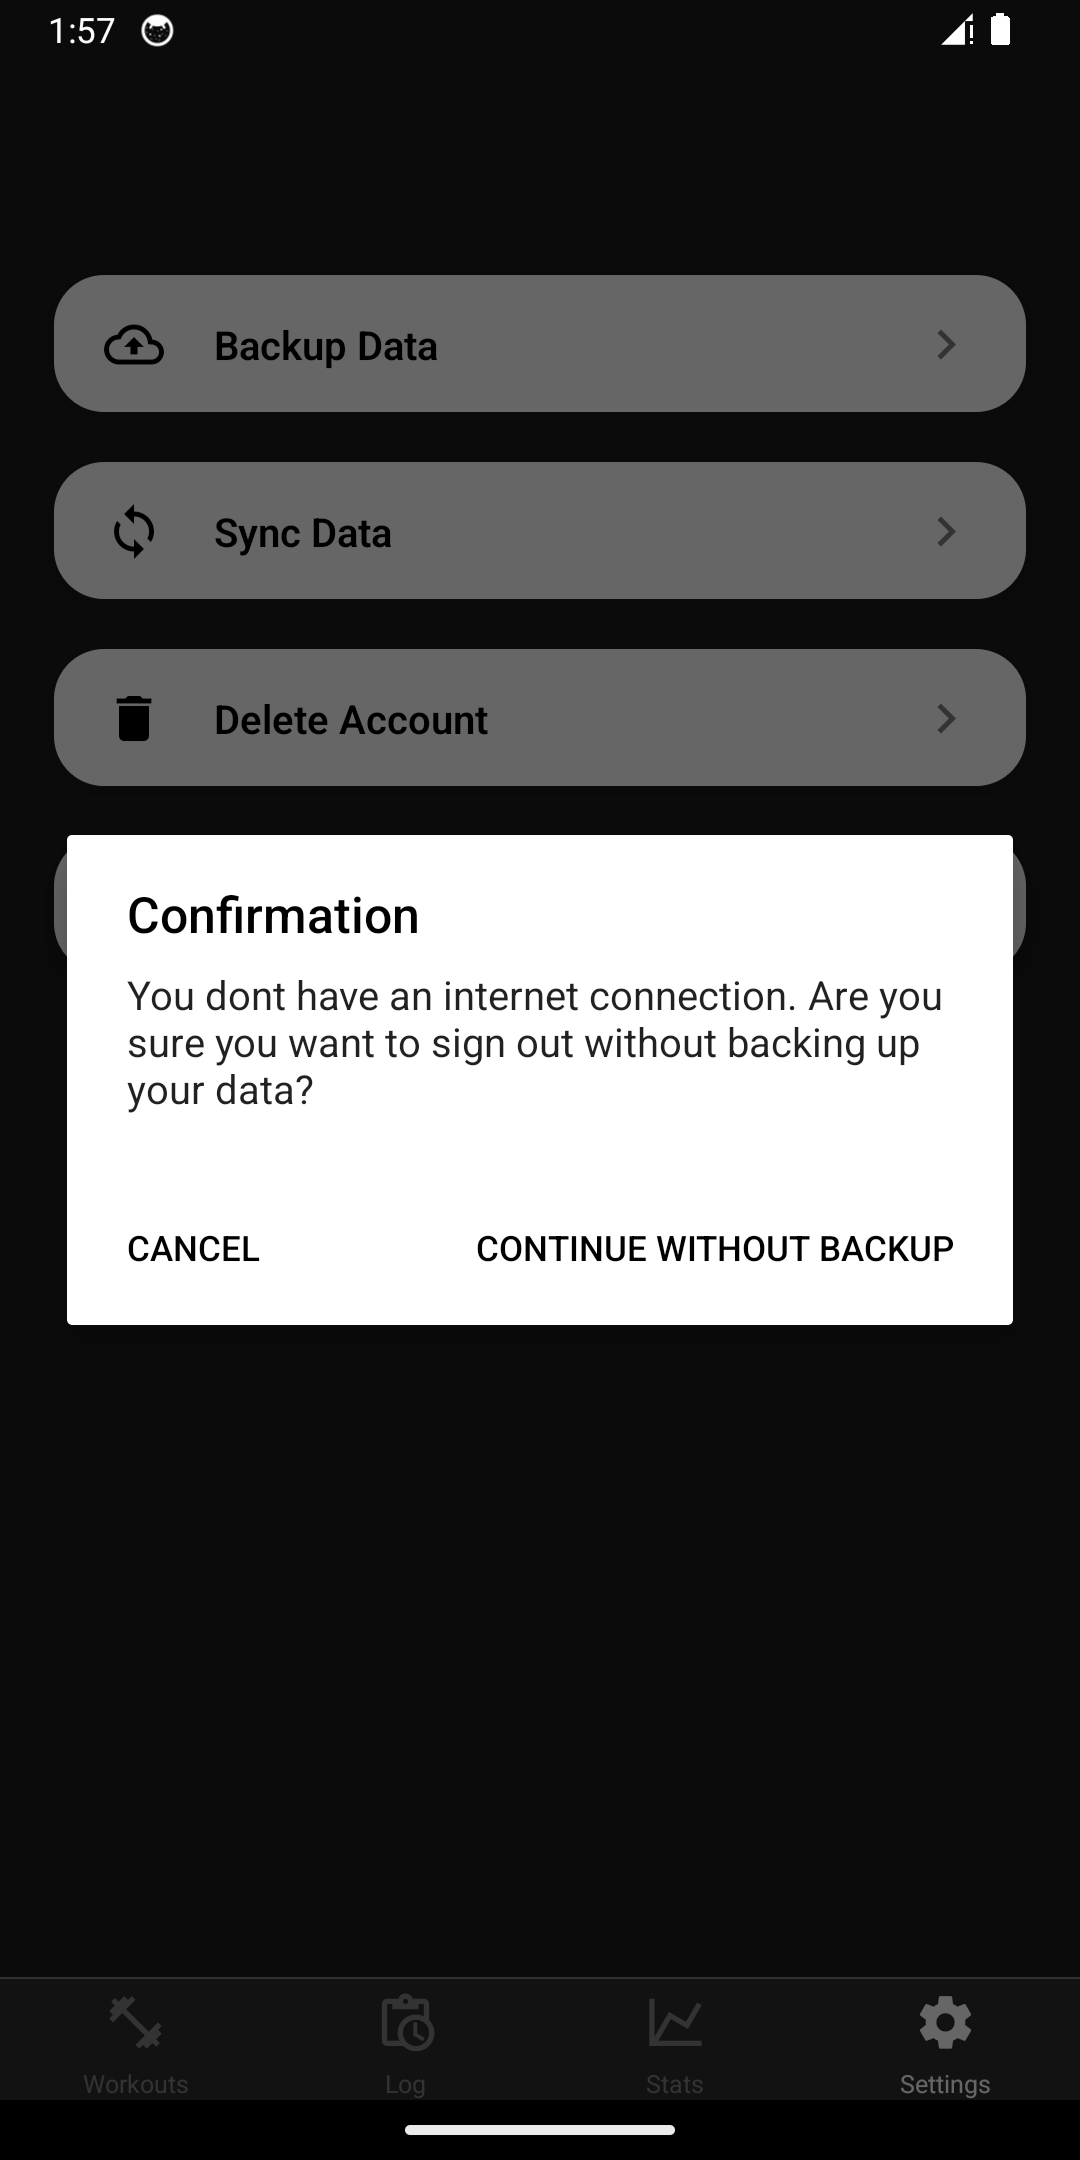 1:57
Backup Data
Sync Data
Delete Account
Confirmation
You dont have an internet connection. Are you
sure you want to sign out without backing up
your data?
CANCEL
CONTINUE WITHOUT BACKUP
Workouts
Log
Stats
Settings